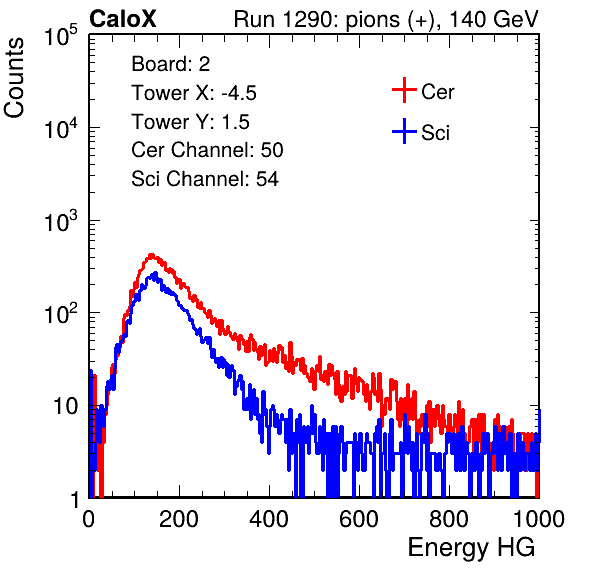 CaloX Run 1290: pions (+), 140 GeV
Counts
10^5
10^4
10^3
10^2
10
1
Board: 2
Tower X: -4.5
Tower Y: 1.5
Cer Channel: 50
Sci Channel: 54
Cer
Sci
0 200 400 600 800 1000
Energy HG